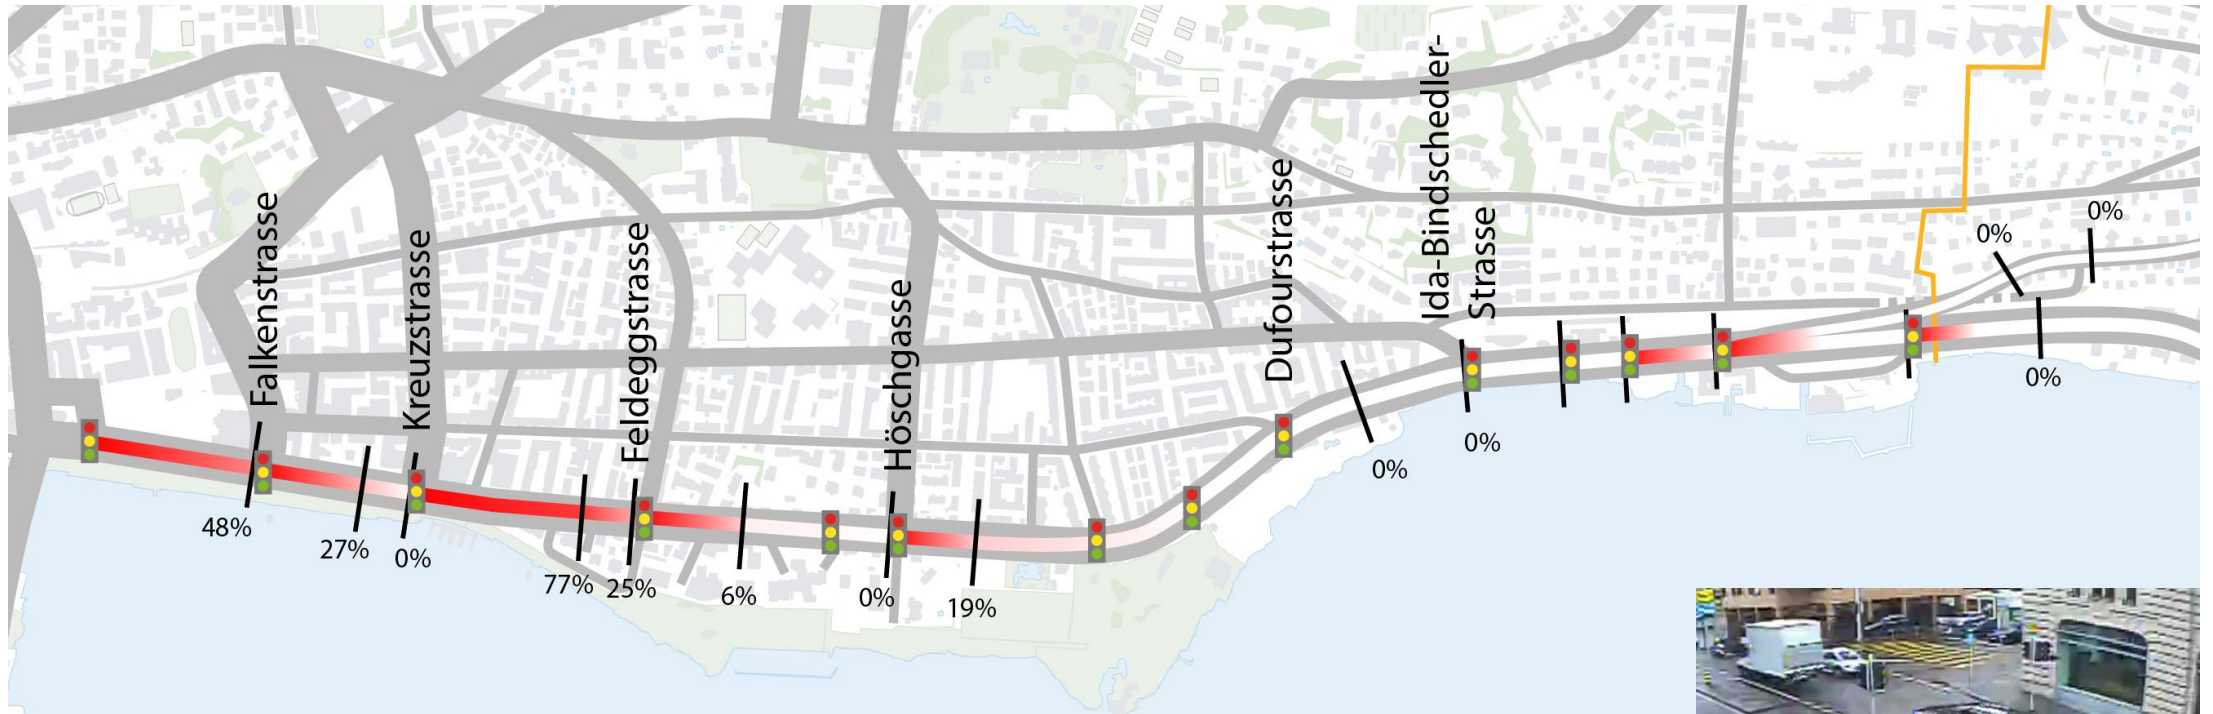 Falkenstrasse
Kreuzstrasse
Feldeggstrasse
Höschgasse
Dufourstrasse
Ida-Bindschedler-
Strasse
48%
27%
0%
77%
25%
6%
0%
19%
0%
0%
0%
0%
0%